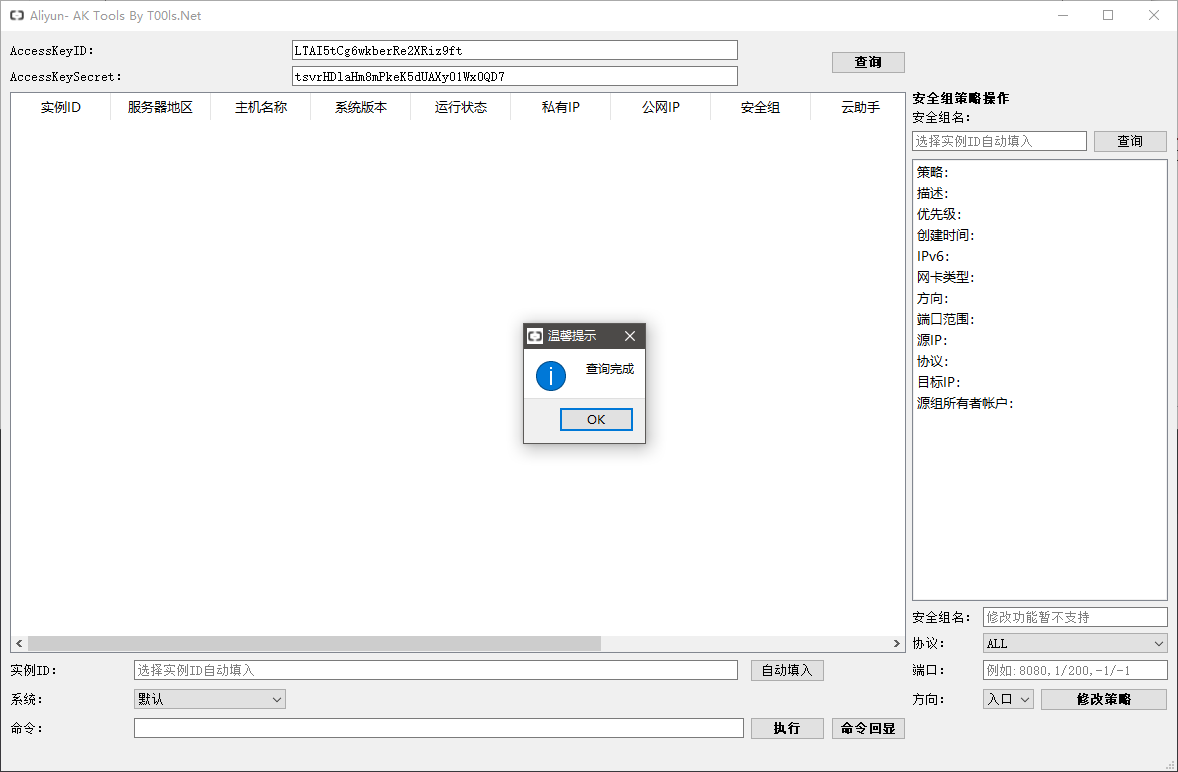 Aliyun- AK Tools By T00ls.Net
AccessKeyID:
LTAI5tCg6wkberRe2XRiz9ft
查询
AccessKeySecret:
tsvrHDlaHm8mPkeK5dUAXyO1WxOQD7
实例ID 服务器地区 主机名称 系统版本 运行状态 私有IP 公网IP 安全组 云助手
安全组策略操作
安全组名:
选择实例ID自动填入 查询
策略:
描述:
优先级:
创建时间:
IPv6:
网卡类型:
方向:
端口范围:
源IP:
协议:
目标IP:
源组所有者帐户:
温馨提示
查询完成
OK
安全组名: 修改功能暂不支持
协议: ALL
实例ID: 选择实例ID自动填入 自动填入
端口: 例如:8080,1/200,-1/-1
系统: 默认
方向: 入口 修改策略
命令: 执行 命令回显